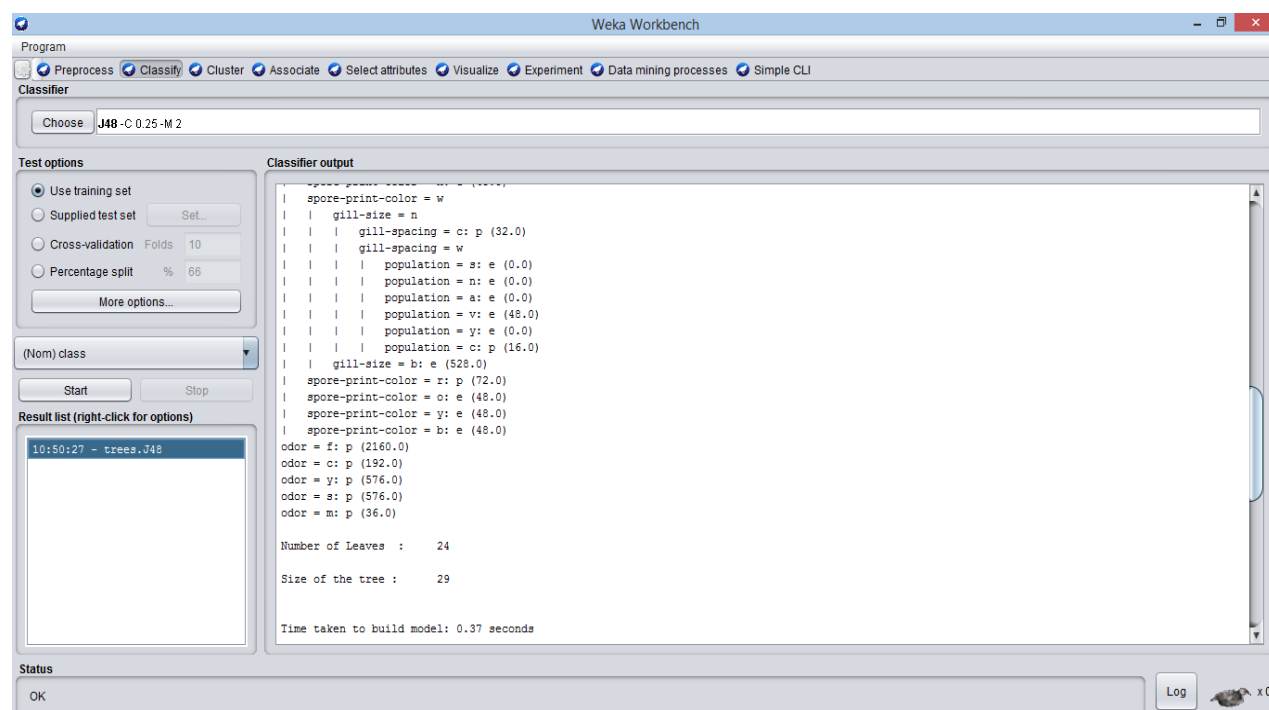 Weka Workbench
Program
Preprocess Classify Cluster Associate Select attributes Visualize Experiment Data mining processes Simple CLI
Classifier
Choose J48 -C 0.25 -M 2
Test options
Use training set
Supplied test set Set...
Cross-validation Folds 10
Percentage split % 66
More options...
(Nom) class
Start Stop
Result list (right-click for options)
10:50:27 - trees.J48
Classifier output
| spore-print-color = w
| | gill-size = n
| | | gill-spacing = c: p (32.0)
| | | gill-spacing = w
| | | | population = s: e (0.0)
| | | | population = n: e (0.0)
| | | | population = a: e (0.0)
| | | | population = v: e (48.0)
| | | | population = y: e (0.0)
| | | | population = c: p (16.0)
| | gill-size = b: e (528.0)
| spore-print-color = r: p (72.0)
| spore-print-color = o: e (48.0)
| spore-print-color = y: e (48.0)
| spore-print-color = b: e (48.0)
odor = f: p (2160.0)
odor = c: p (192.0)
odor = y: p (576.0)
odor = s: p (576.0)
odor = m: p (36.0)
Number of Leaves : 24
Size of the tree : 29
Time taken to build model: 0.37 seconds
Status
OK
Log x 0